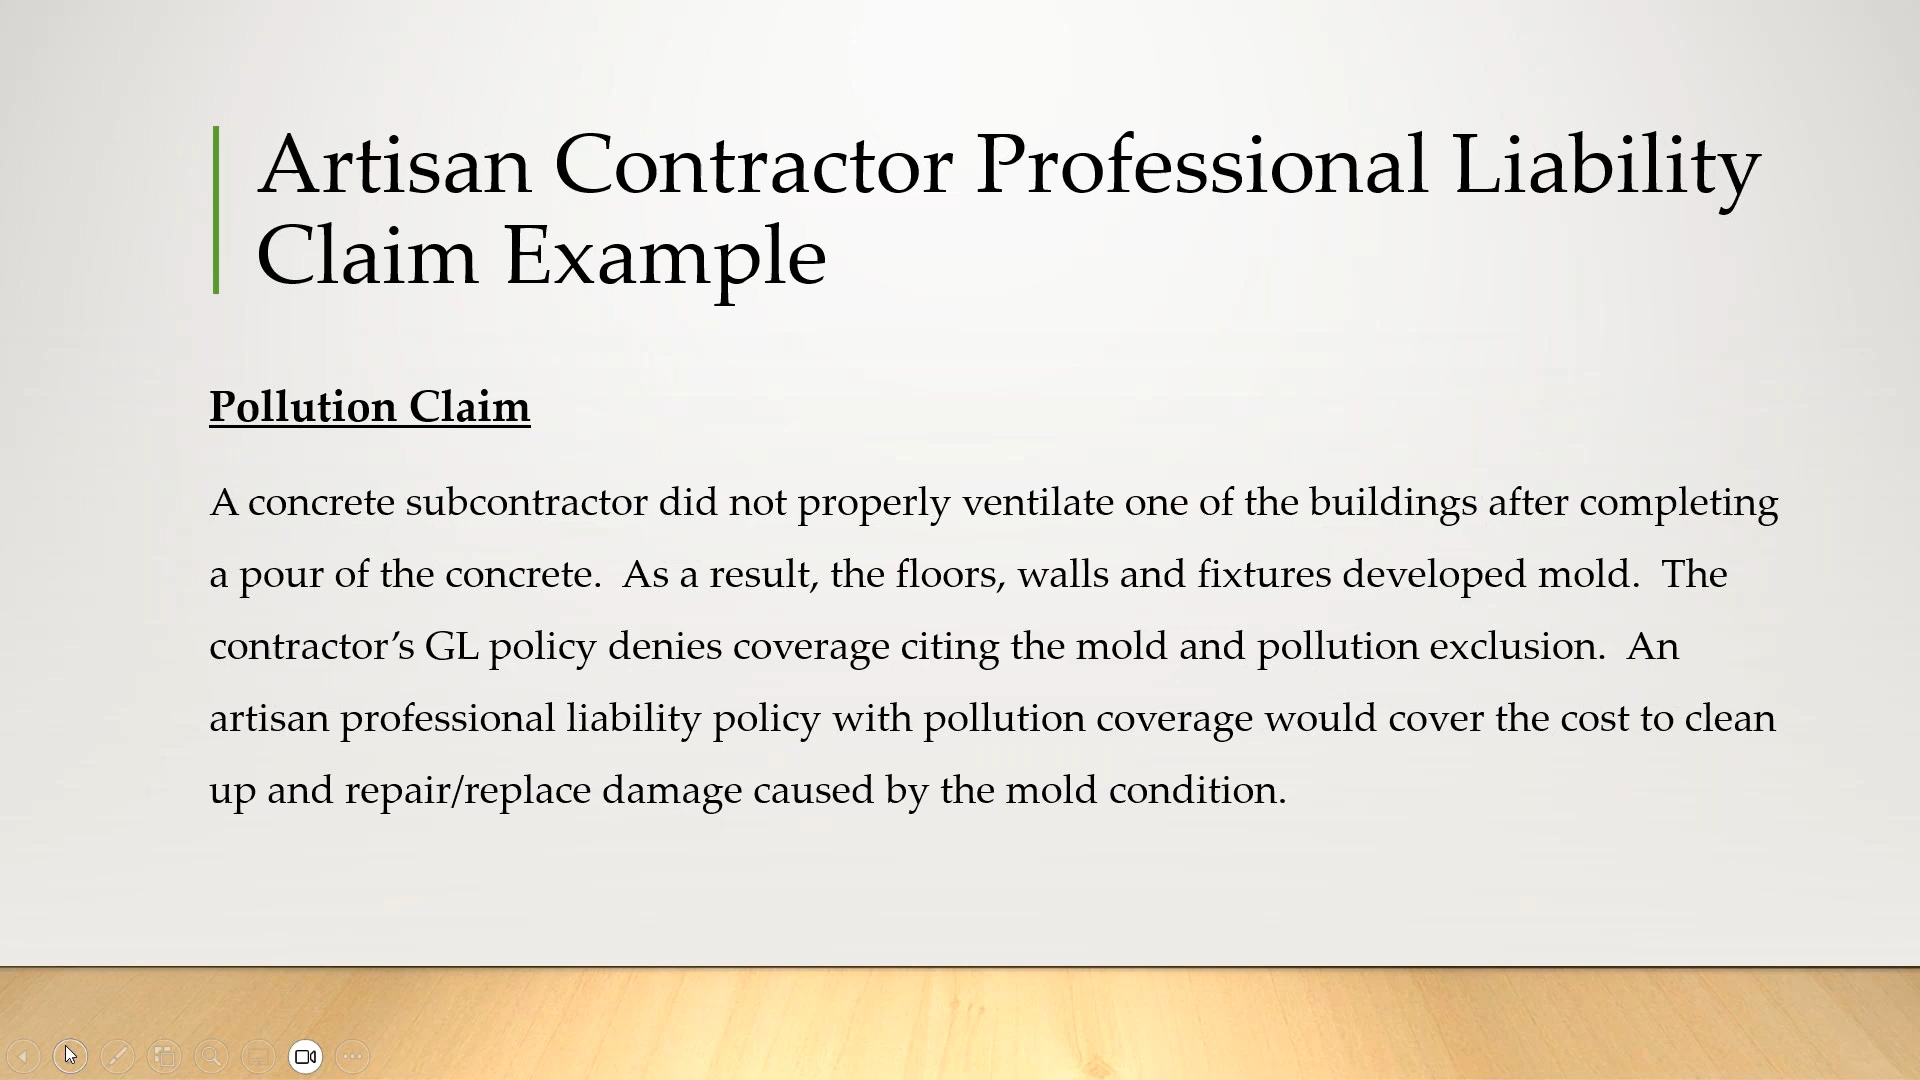 Artisan Contractor Professional Liability
Claim Example
Pollution Claim
A concrete subcontractor did not properly ventilate one of the buildings after completing
a pour of the concrete.  As a result, the floors, walls and fixtures developed mold.  The
contractor’s GL policy denies coverage citing the mold and pollution exclusion.  An
artisan professional liability policy with pollution coverage would cover the cost to clean
up and repair/replace damage caused by the mold condition.